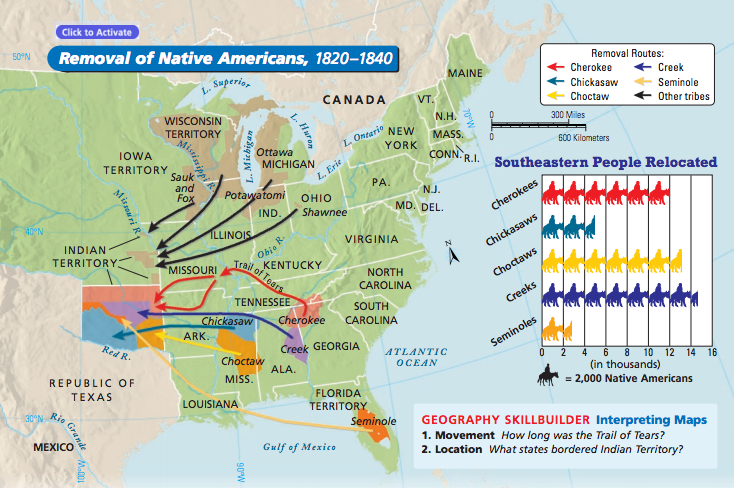 Click to Activate
Removal of Native Americans, 1820–1840
50°N
40°N
30°N
70°W
90°W
100°W
CANADA
L. Superior
L. Huron
L. Michigan
L. Ontario
L. Erie
MAINE
VT.
N.H.
MASS.
CONN.
R.I.
NEW
YORK
WISCONSIN
TERRITORY
Mississippi R.
IOWA
TERRITORY
Missouri R.
Sauk
and
Fox
Ottawa
MICHIGAN
Potawatomi
OHIO
Shawnee
IND.
ILLINOIS
PA.
N.J.
MD.
DEL.
VIRGINIA
Ohio R.
INDIAN
TERRITORY
MISSOURI
Trail of Tears
KENTUCKY
NORTH
CAROLINA
TENNESSEE
SOUTH
CAROLINA
Chickasaw
Cherokee
ARK.
Creek
GEORGIA
Choctaw
ALA.
MISS.
Red R.
REPUBLIC OF
TEXAS
LOUISIANA
FLORIDA
TERRITORY
Seminole
ATLANTIC
OCEAN
Gulf of Mexico
Rio Grande
MEXICO
N
Removal Routes:
Cherokee
Creek
Chickasaw
Seminole
Choctaw
Other tribes
0 300 Miles
0 600 Kilometers
Southeastern People Relocated
Cherokees
Chickasaws
Choctaws
Creeks
Seminoles
0 2 4 6 8 10 12 14 16
(in thousands)
= 2,000 Native Americans
GEOGRAPHY SKILLBUILDER Interpreting Maps
1. Movement How long was the Trail of Tears?
2. Location What states bordered Indian Territory?